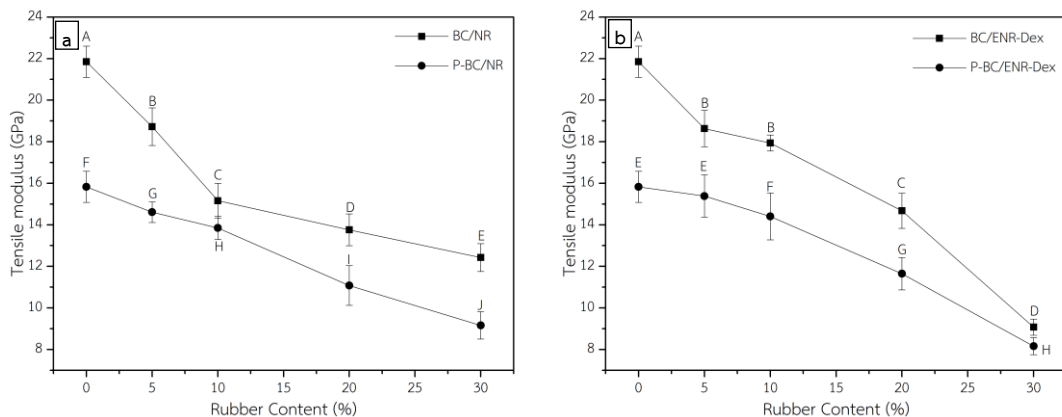 a
BC/NR
P-BC/NR
Tensile modulus (GPa)
24
22
20
18
16
14
12
10
8
A
B
C
D
E
F
G
H
I
J
0
5
10
15
20
25
30
Rubber Content (%)
b
BC/ENR-Dex
P-BC/ENR-Dex
Tensile modulus (GPa)
24
22
20
18
16
14
12
10
8
A
B
B
C
D
E
E
F
G
H
0
5
10
15
20
25
30
Rubber Content (%)